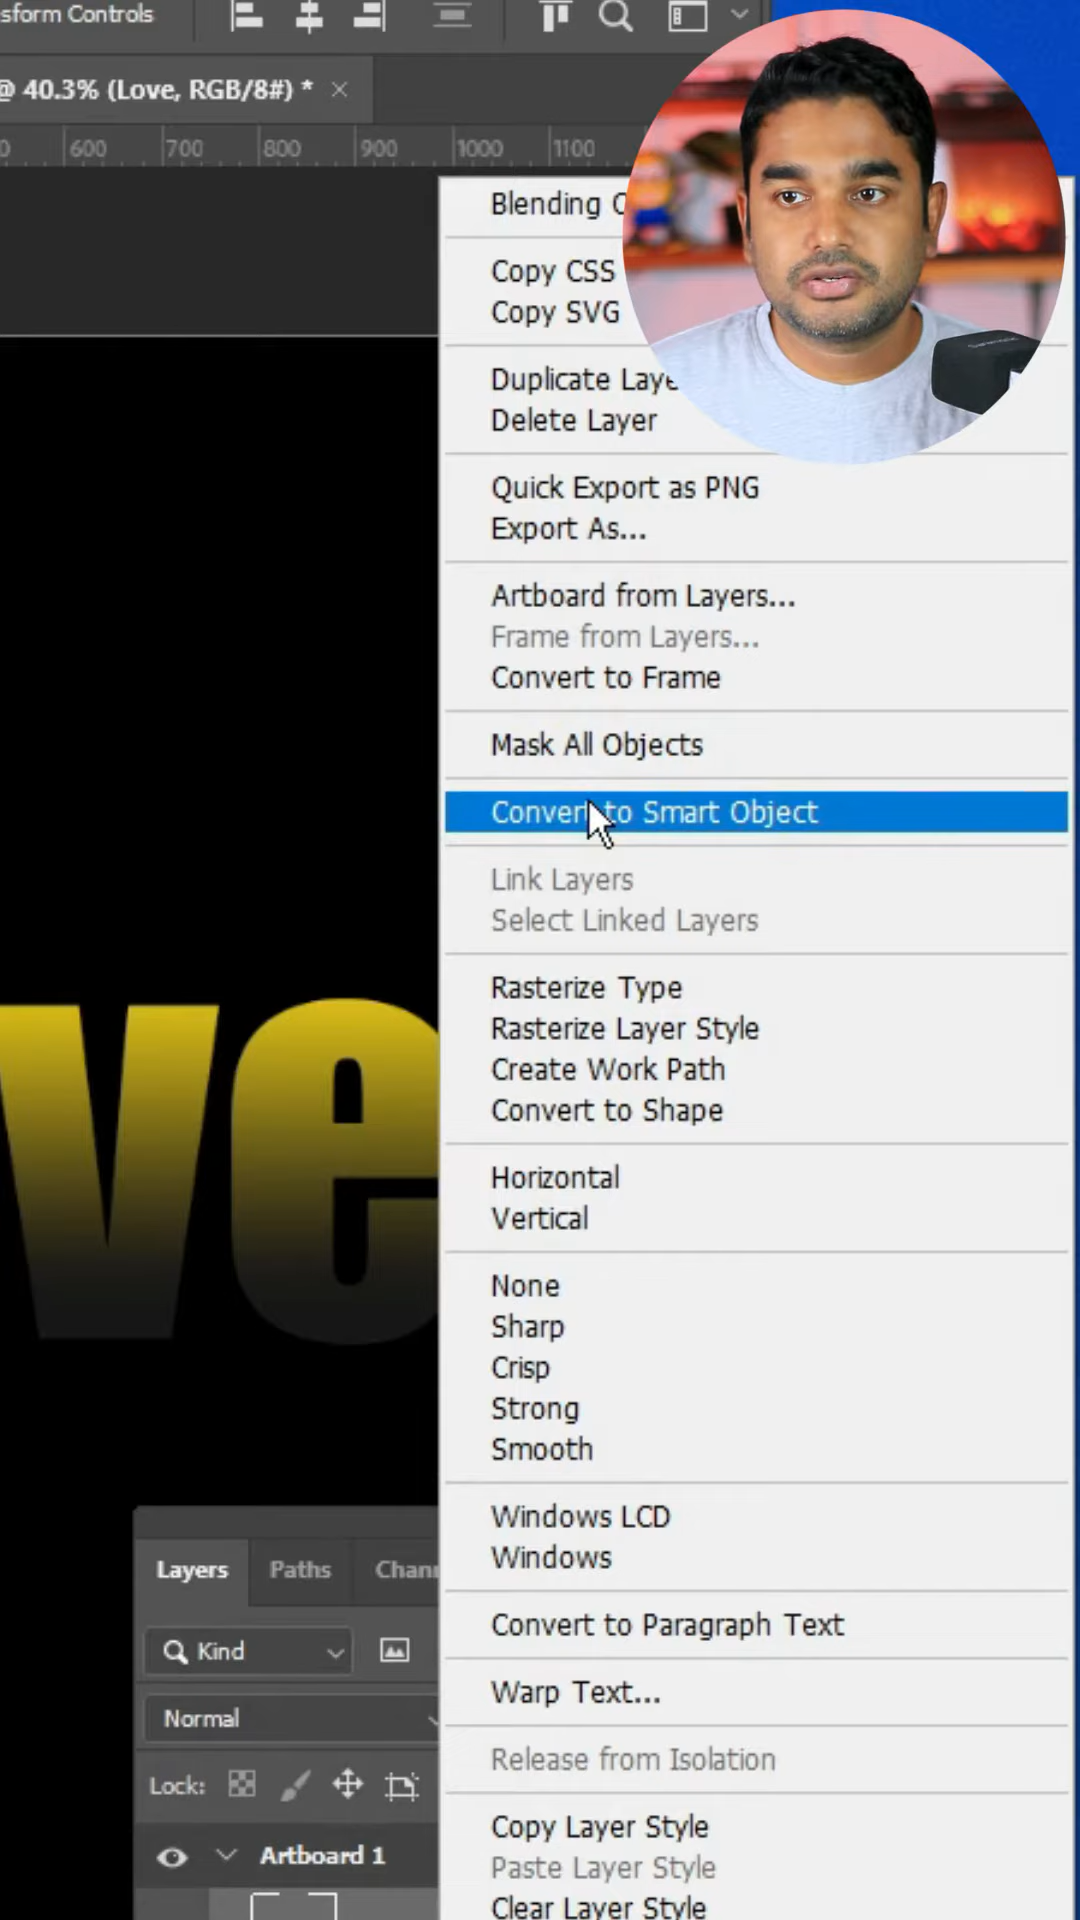 sform Controls
@ 40.3% (Love, RGB/8#) *
0 600 700 800 900 1000 1100
Blending
Copy CSS
Copy SVG
Duplicate Laye
Delete Layer
Quick Export as PNG
Export As...
Artboard from Layers...
Frame from Layers...
Convert to Frame
Mask All Objects
Convert to Smart Object
Link Layers
Select Linked Layers
Rasterize Type
Rasterize Layer Style
Create Work Path
Convert to Shape
ve
Horizontal
Vertical
None
Sharp
Crisp
Strong
Smooth
Windows LCD
Windows
Layers Paths Chann
Convert to Paragraph Text
Kind
Warp Text...
Normal
Release from Isolation
Lock:
Copy Layer Style
Artboard 1
Paste Layer Style
Clear Layer Style